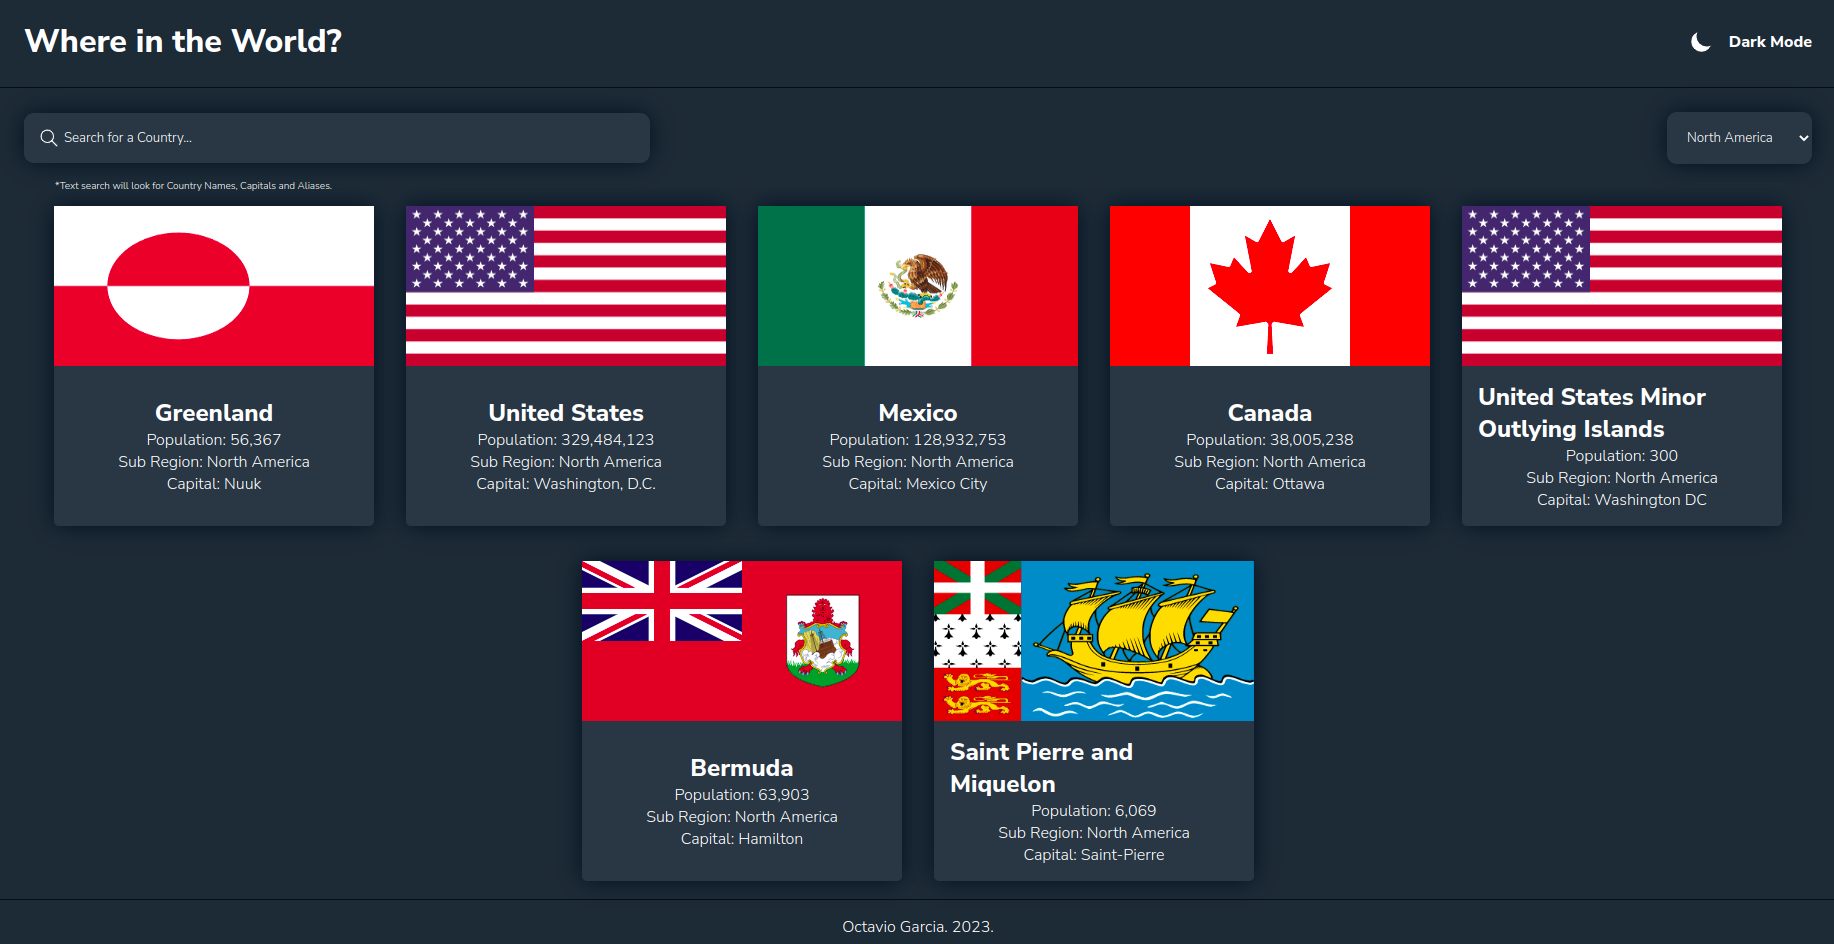 Where in the World?
Dark Mode
Search for a Country...
North America
*Text search will look for Country Names, Capitals and Aliases.
Greenland
Population: 56,367
Sub Region: North America
Capital: Nuuk
United States
Population: 329,484,123
Sub Region: North America
Capital: Washington, D.C.
Mexico
Population: 128,932,753
Sub Region: North America
Capital: Mexico City
Canada
Population: 38,005,238
Sub Region: North America
Capital: Ottawa
United States Minor
Outlying Islands
Population: 300
Sub Region: North America
Capital: Washington DC
Bermuda
Population: 63,903
Sub Region: North America
Capital: Hamilton
Saint Pierre and
Miquelon
Population: 6,069
Sub Region: North America
Capital: Saint-Pierre
Octavio Garcia. 2023.